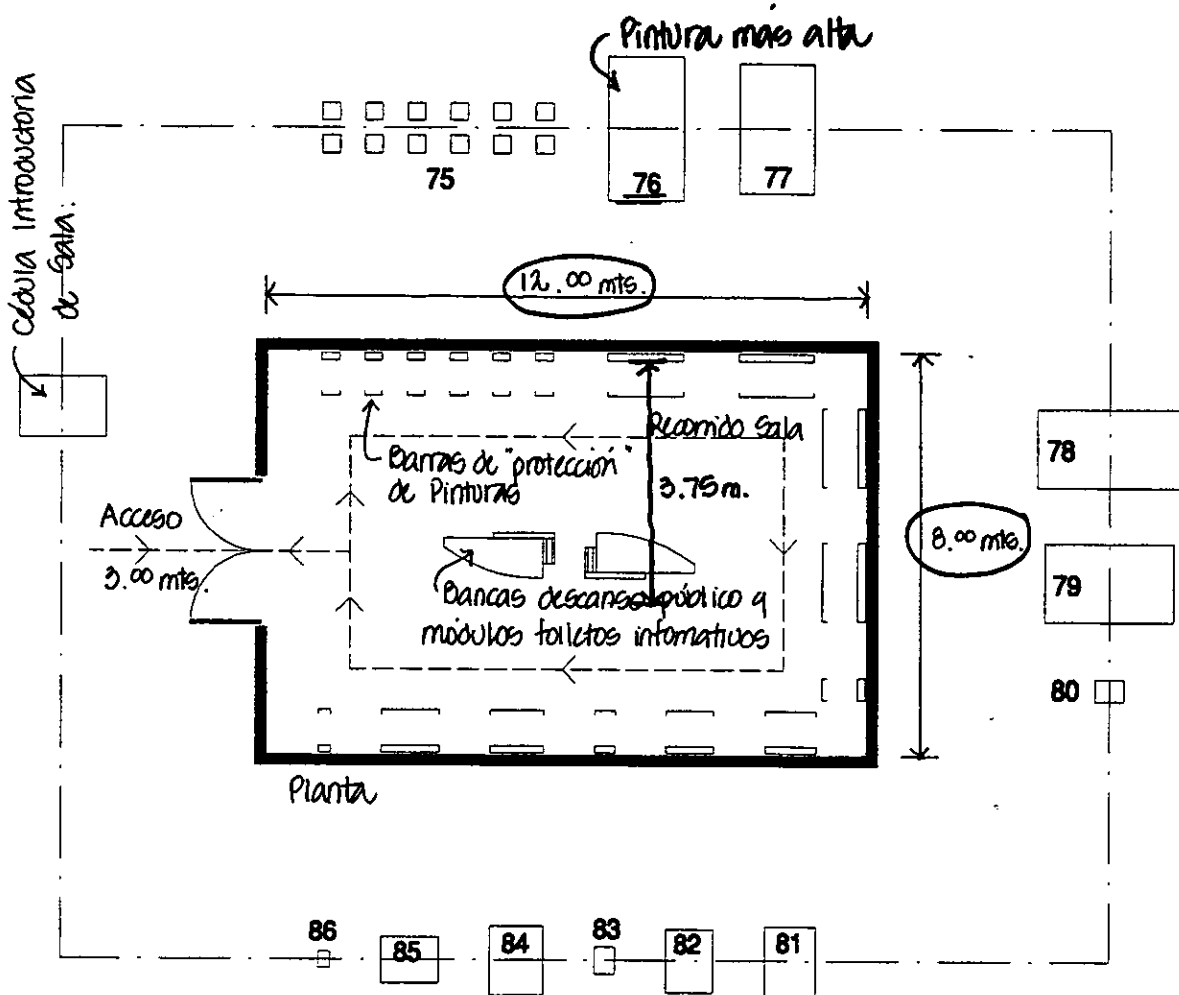 Pintura más alta
Cédula Introductoria
de Sala.
75
76
77
12.00 mts.
Recorrido Sala
Barras de "protección"
de Pinturas
3.75 m.
78
Acceso
3.00 mts.
8.00 mts.
79
Bancas descanso público y
módulos folletos infomativos
80
Planta
86
85
84
83
82
81